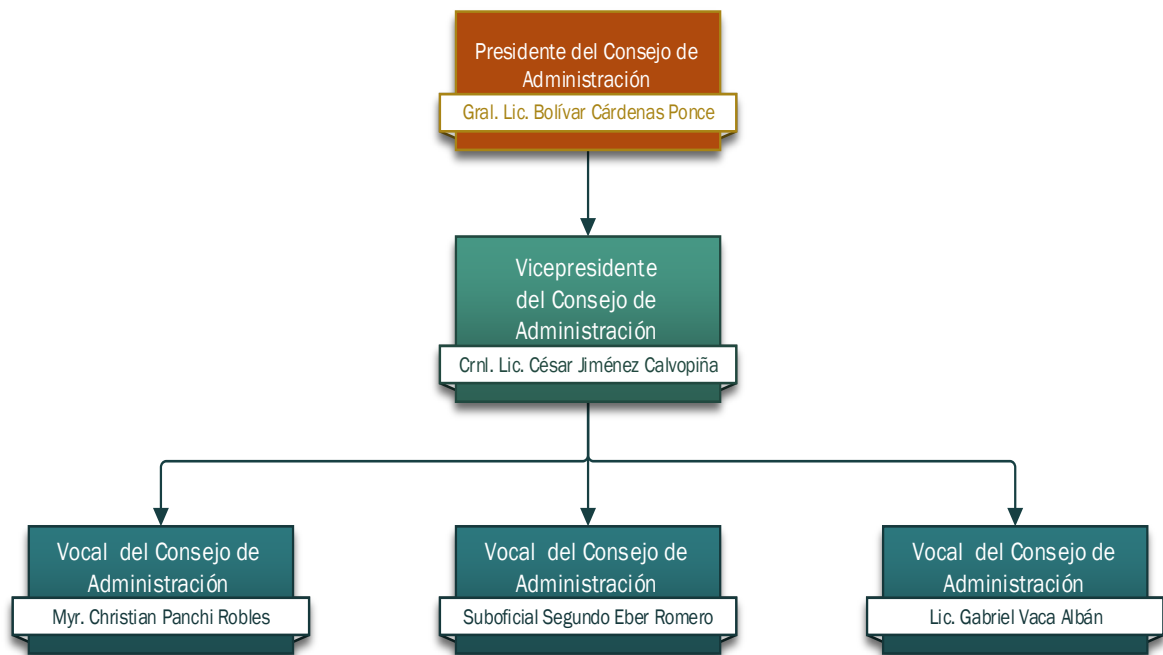 Presidente del Consejo de
Administración
Gral. Lic. Bolívar Cárdenas Ponce
Vicepresidente
del Consejo de
Administración
Crnl. Lic. César Jiménez Calvopiña
Vocal del Consejo de
Administración
Myr. Christian Panchi Robles
Vocal del Consejo de
Administración
Suboficial Segundo Eber Romero
Vocal del Consejo de
Administración
Lic. Gabriel Vaca Albán